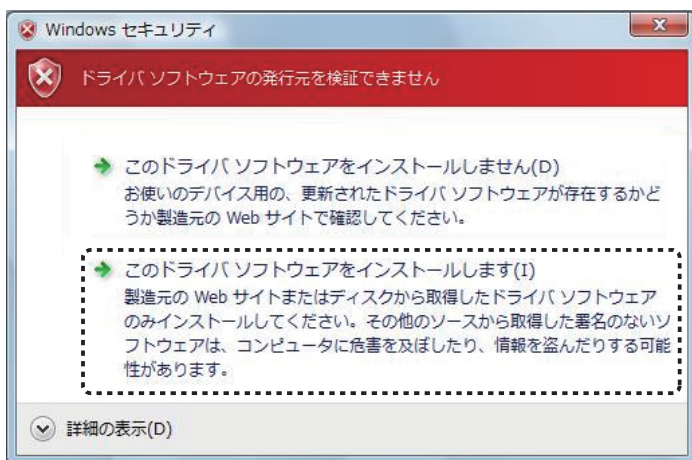 Windows セキュリティ
ドライバ ソフトウェアの発行元を検証できません
このドライバ ソフトウェアをインストールしません(D)
お使いのデバイス用の、更新されたドライバ ソフトウェアが存在するかど
うか製造元の Web サイトで確認してください。
このドライバ ソフトウェアをインストールします(I)
製造元の Web サイトまたはディスクから取得したドライバ ソフトウェア
のみインストールしてください。その他のソースから取得した署名のないソ
フトウェアは、コンピュータに危害を及ぼしたり、情報を盗んだりする可能
性があります。
詳細の表示(D)